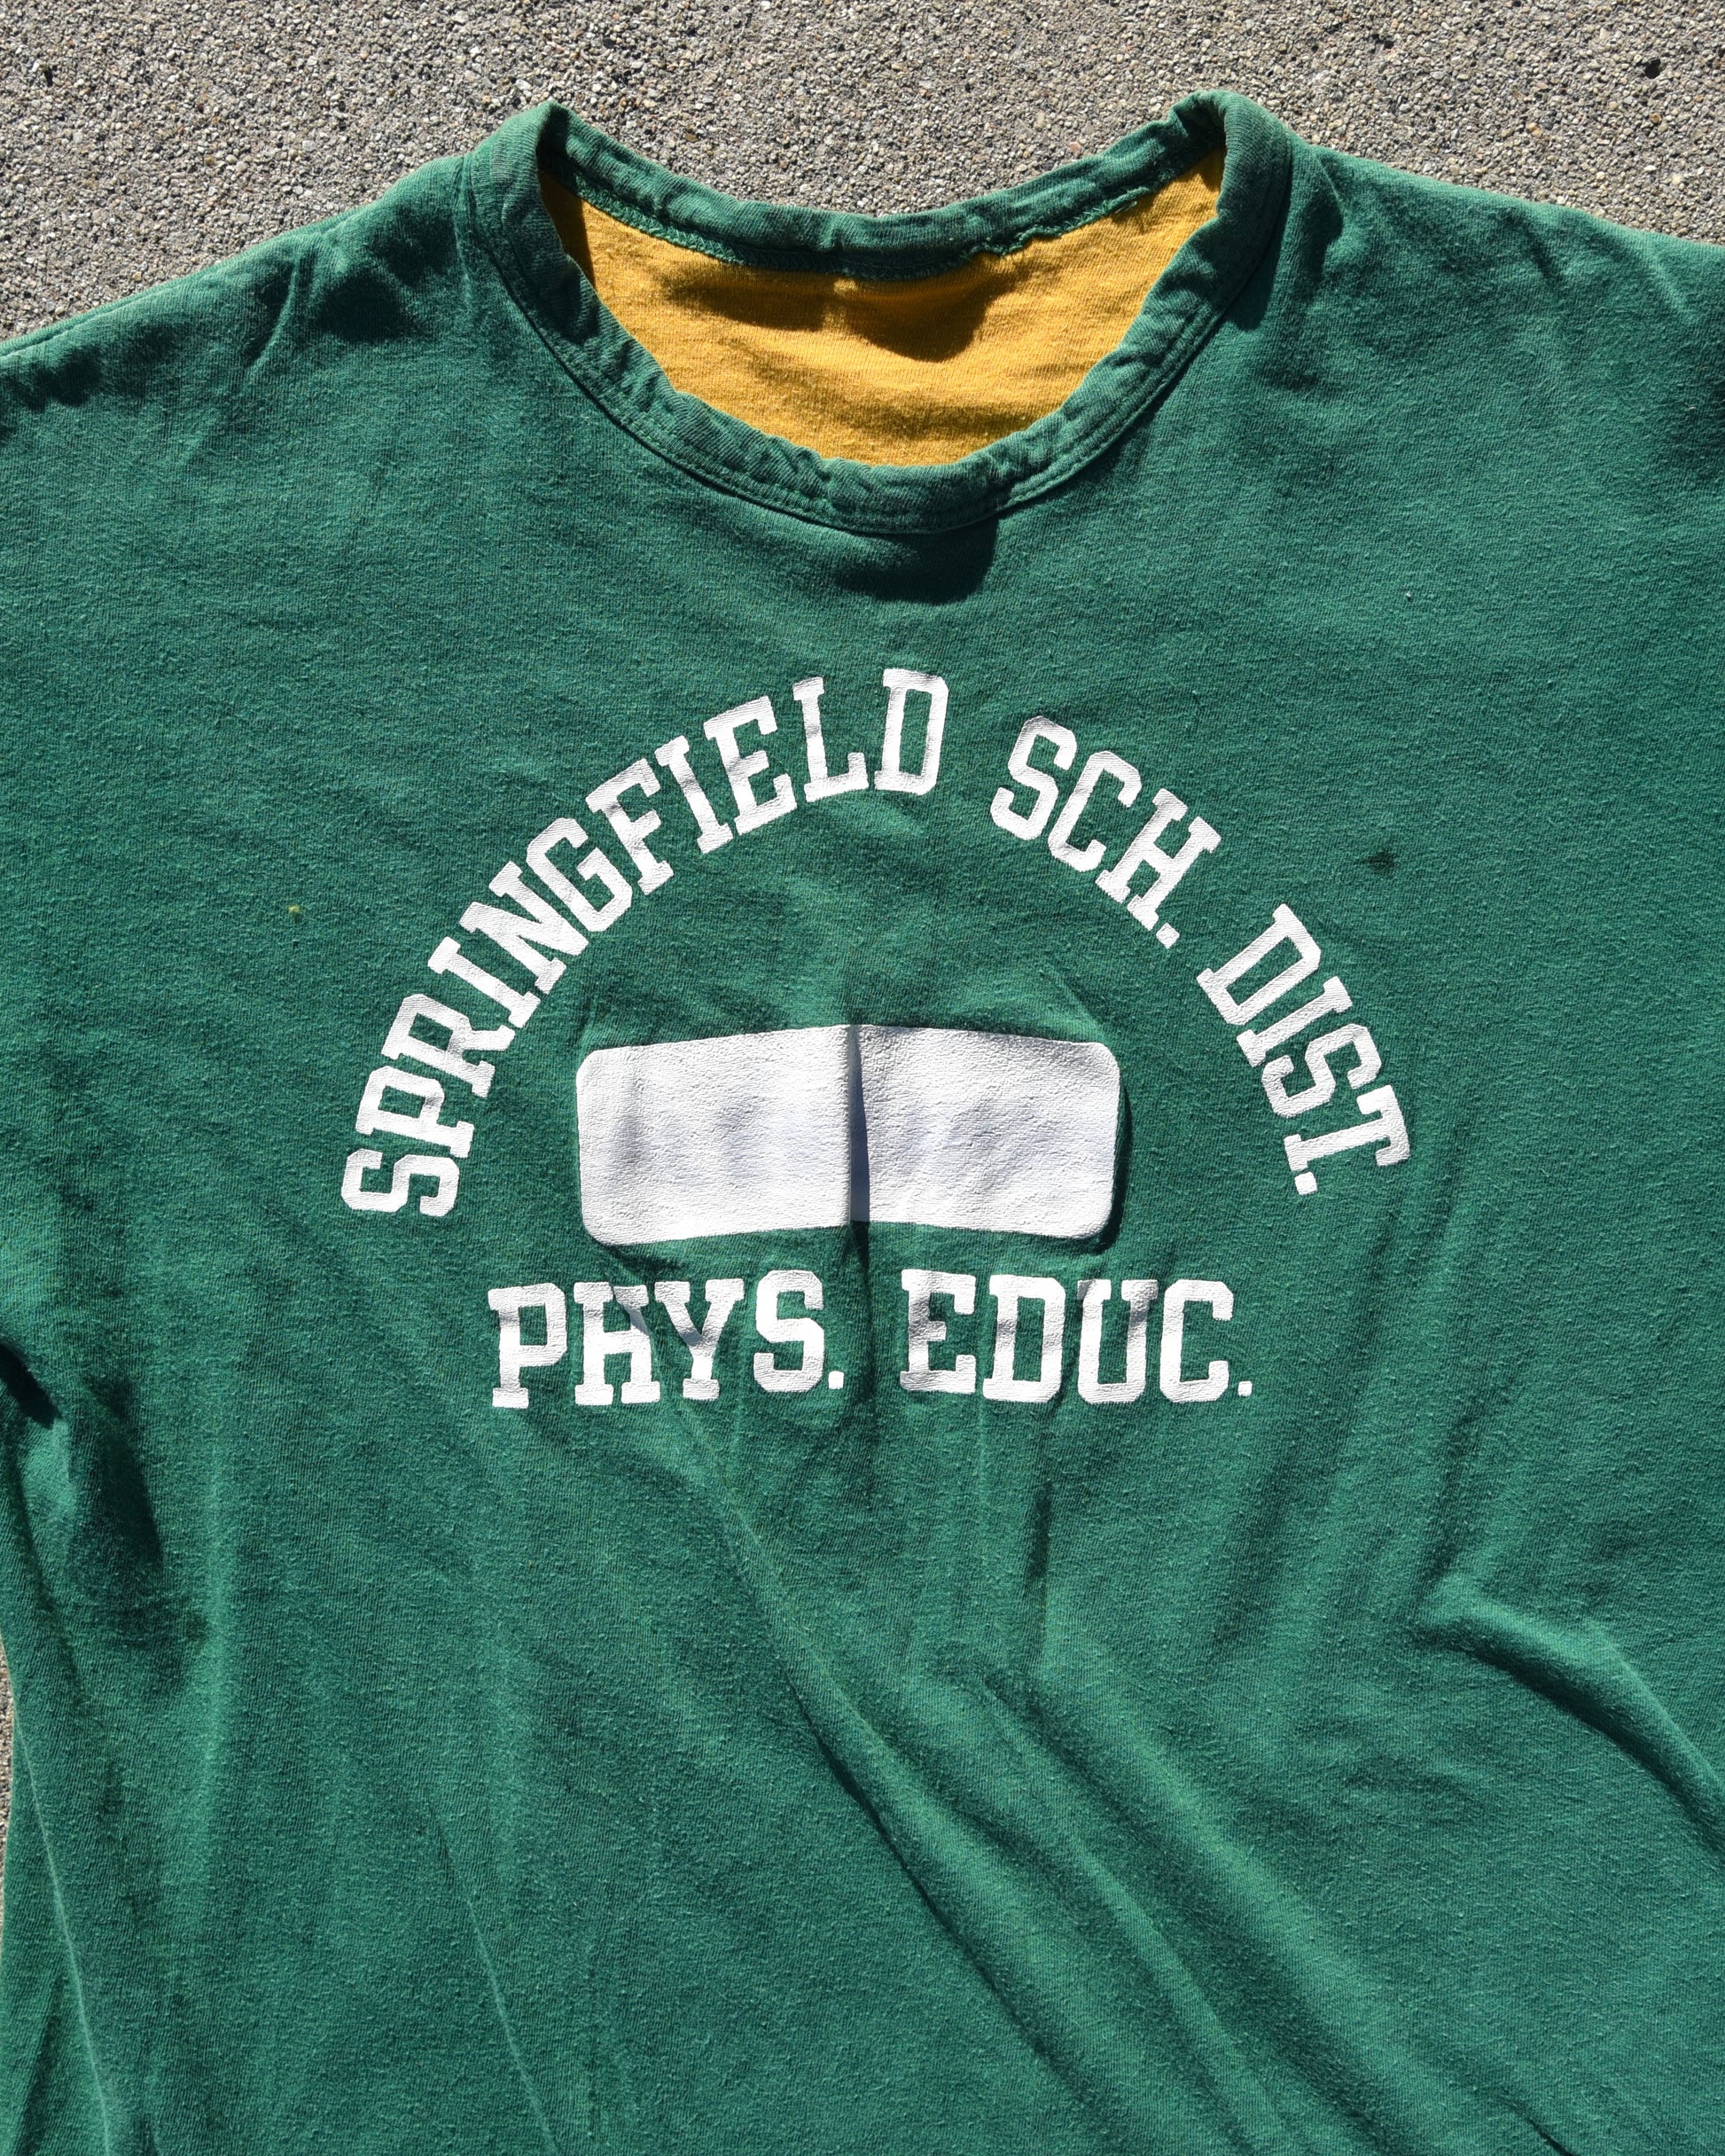 SPRINGFIELD SCH. DIST.
PHYS. EDUC.